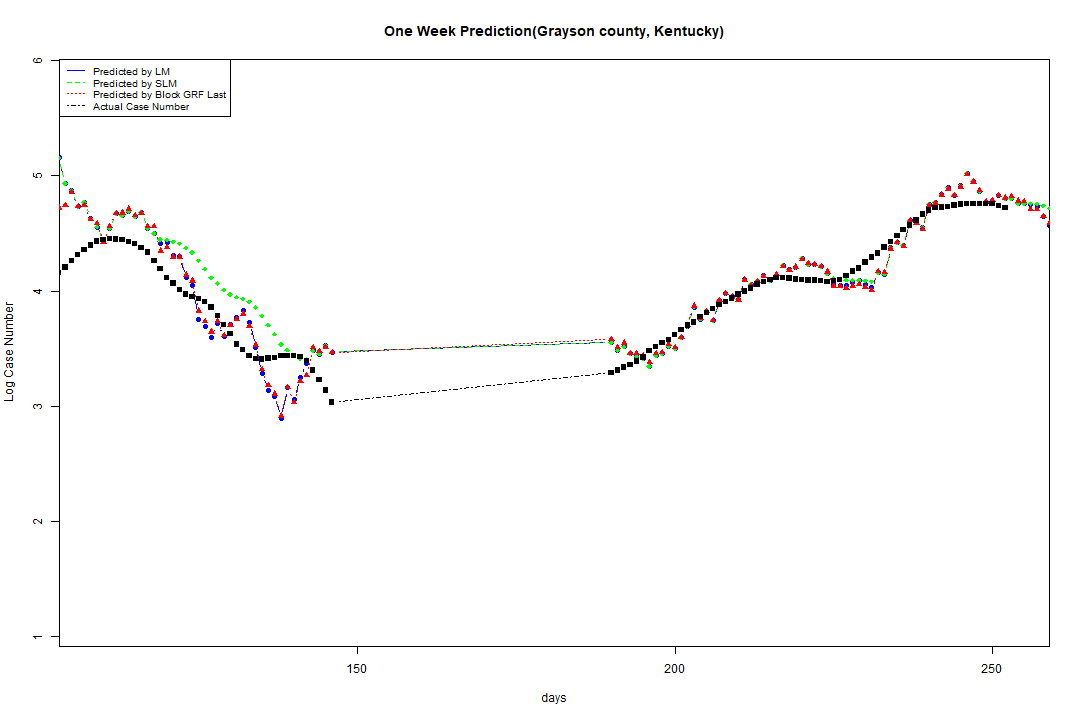 One Week Prediction(Grayson county, Kentucky)
Predicted by LM
Predicted by SLM
Predicted by Block GRF Last
Actual Case Number
6
5
4
3
2
1
Log Case Number
150
200
250
days